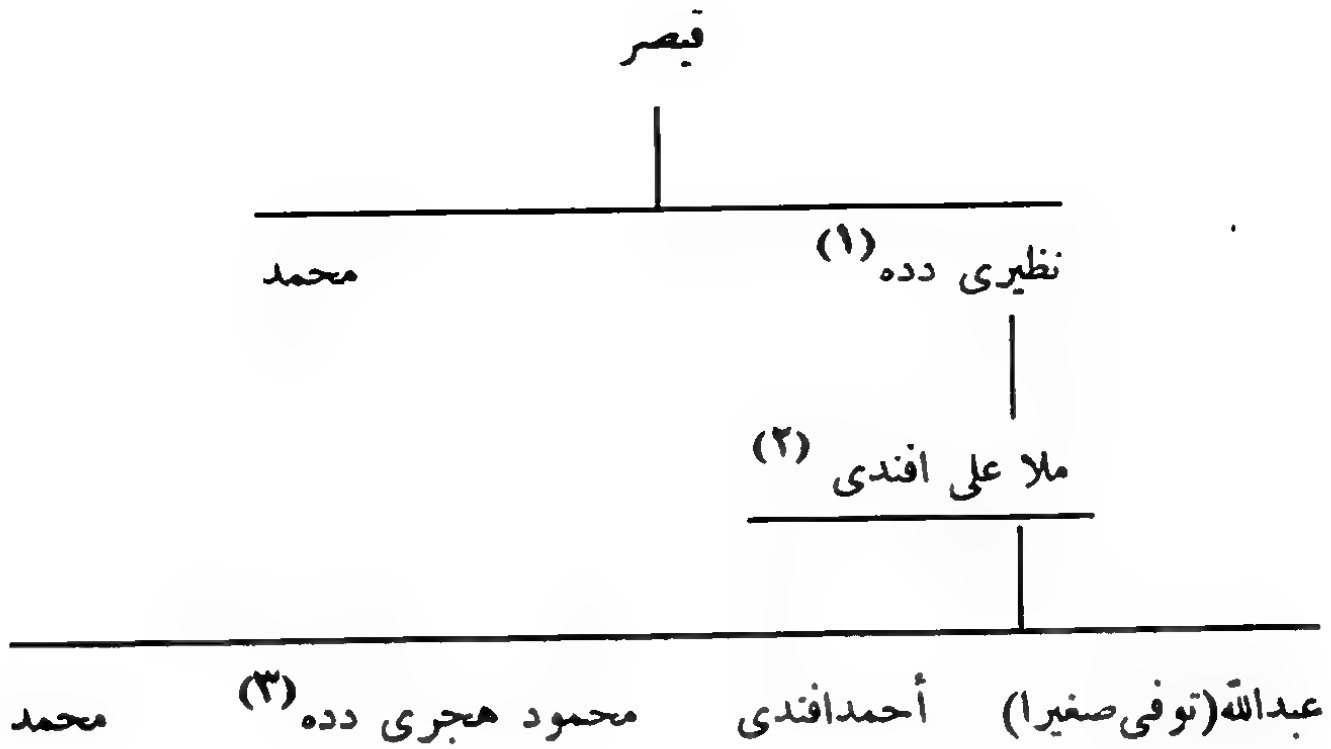 قيصر
نظيری دده (١)
محمد
ملا علی افندی (٢)
عبدالله (توفی صغيرا)
أحمدافندی
محمود هجری دده (٣)
محمد